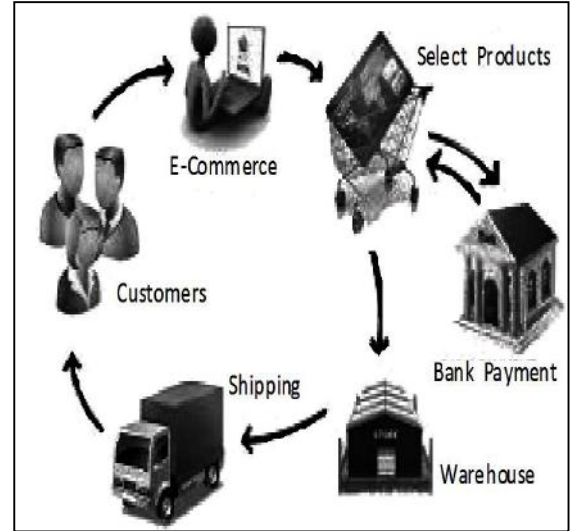 Select Products
E-Commerce
Customers
Bank Payment
Shipping
Warehouse